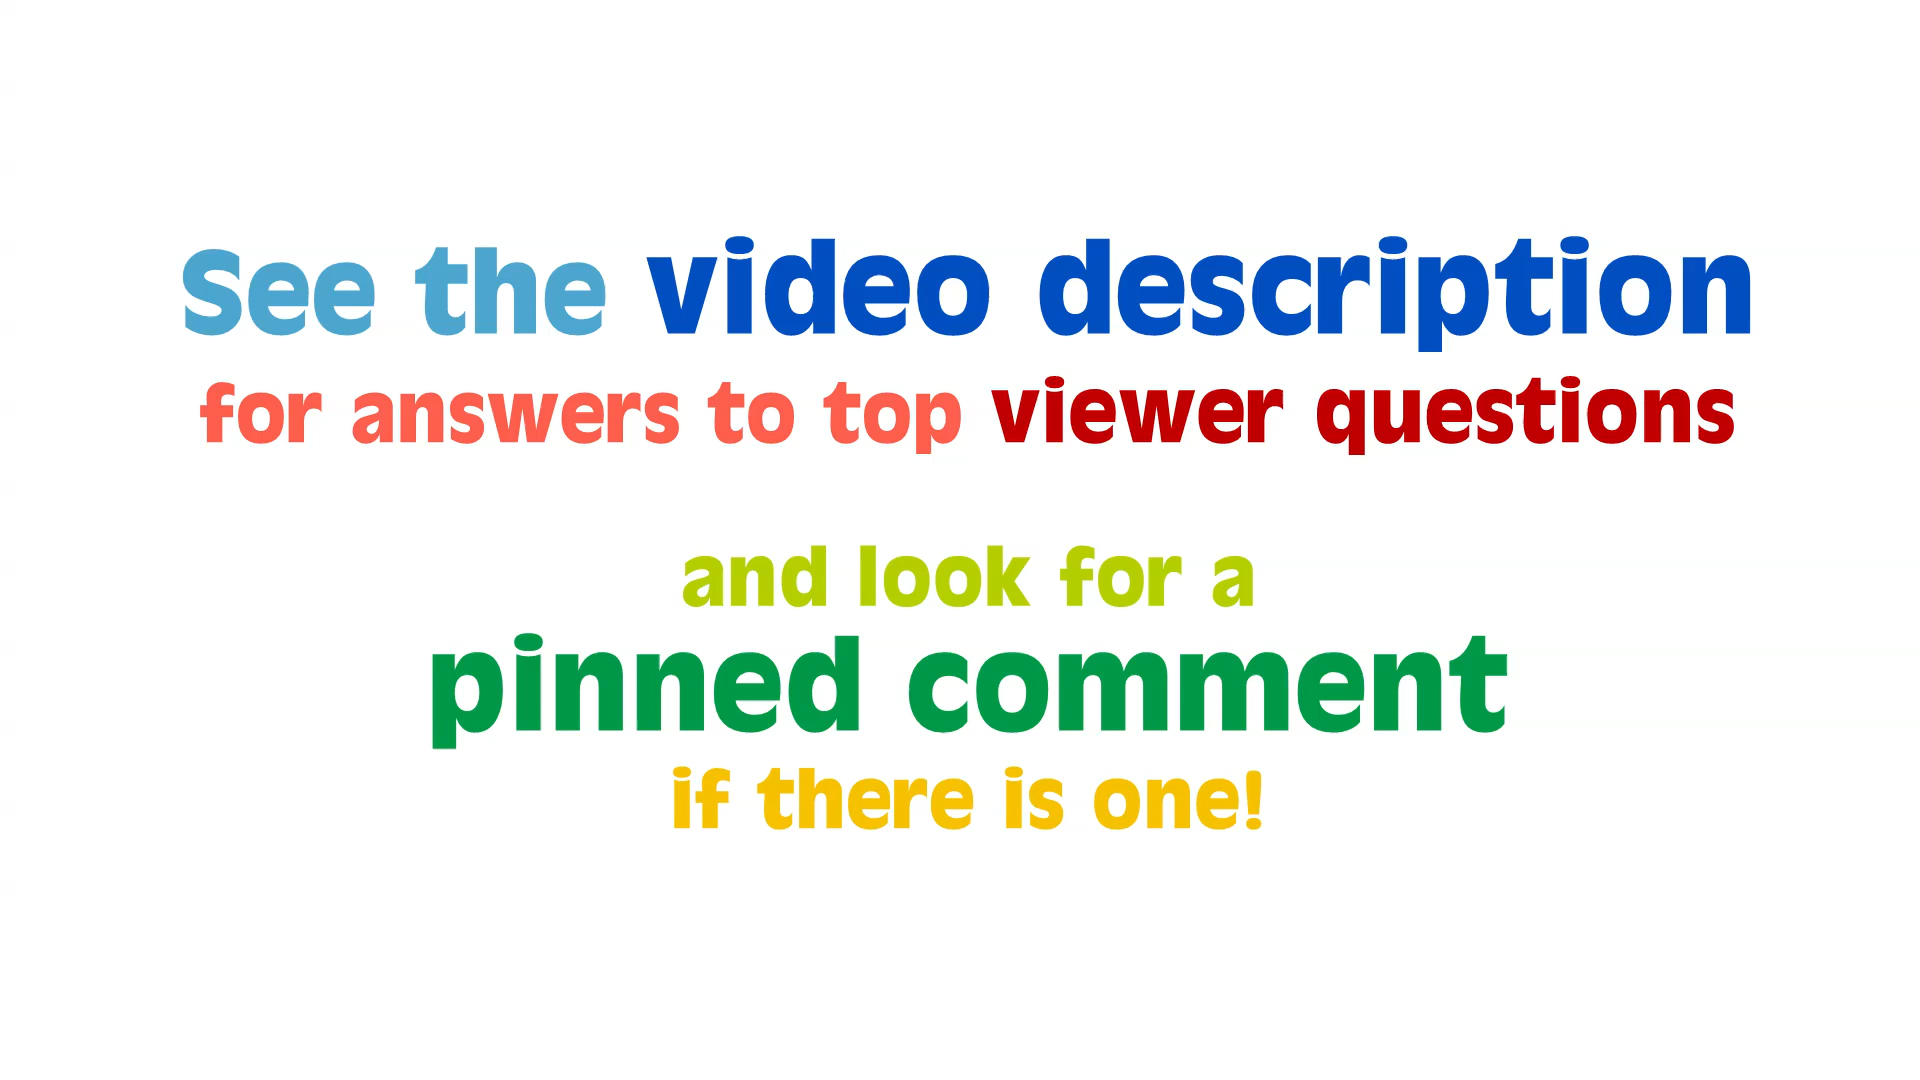 See the video description
for answers to top viewer questions
and look for a
pinned comment
if there is one!